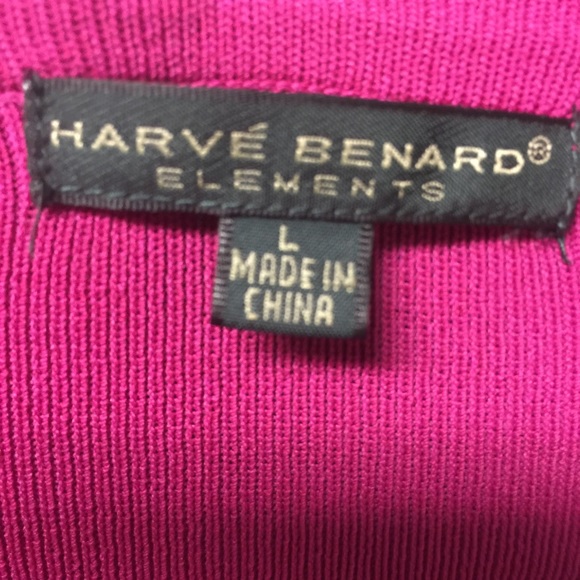 HARVÉ BENARD®
ELEMENTS
L
MADE IN
CHINA